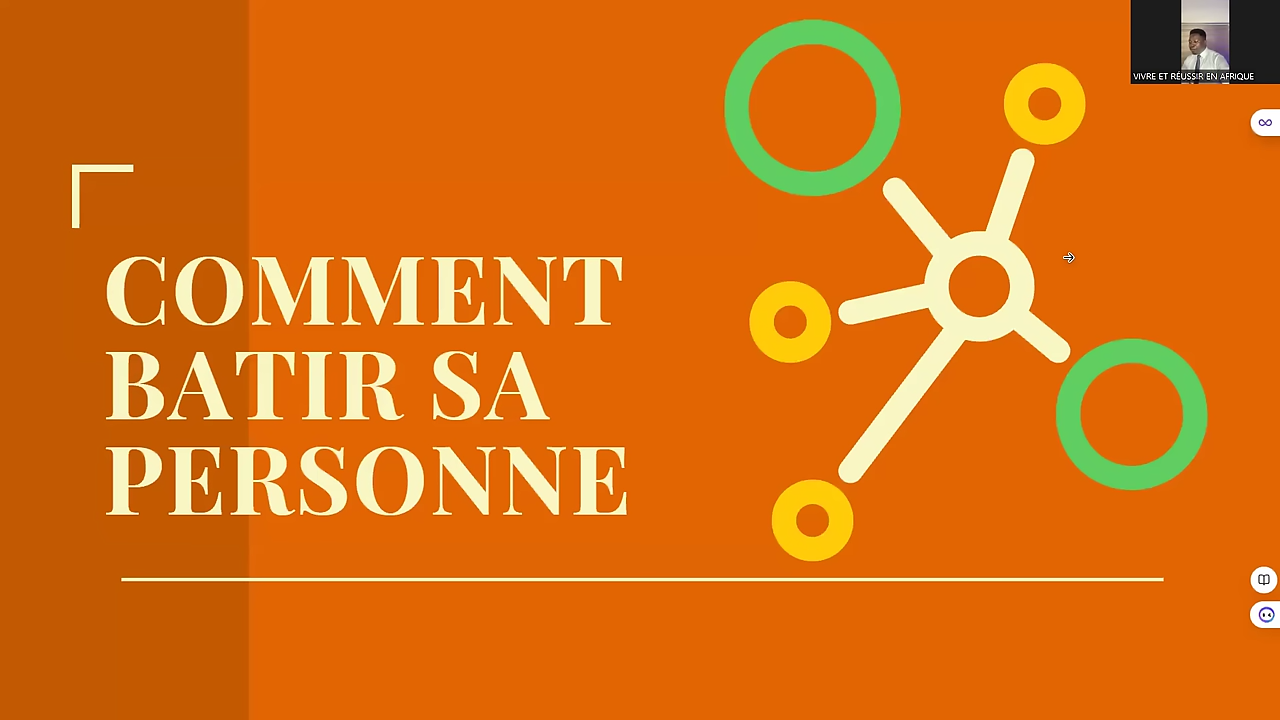 VIVRE ET RÉUSSIR EN AFRIQUE
COMMENT
BATIR SA
PERSONNE